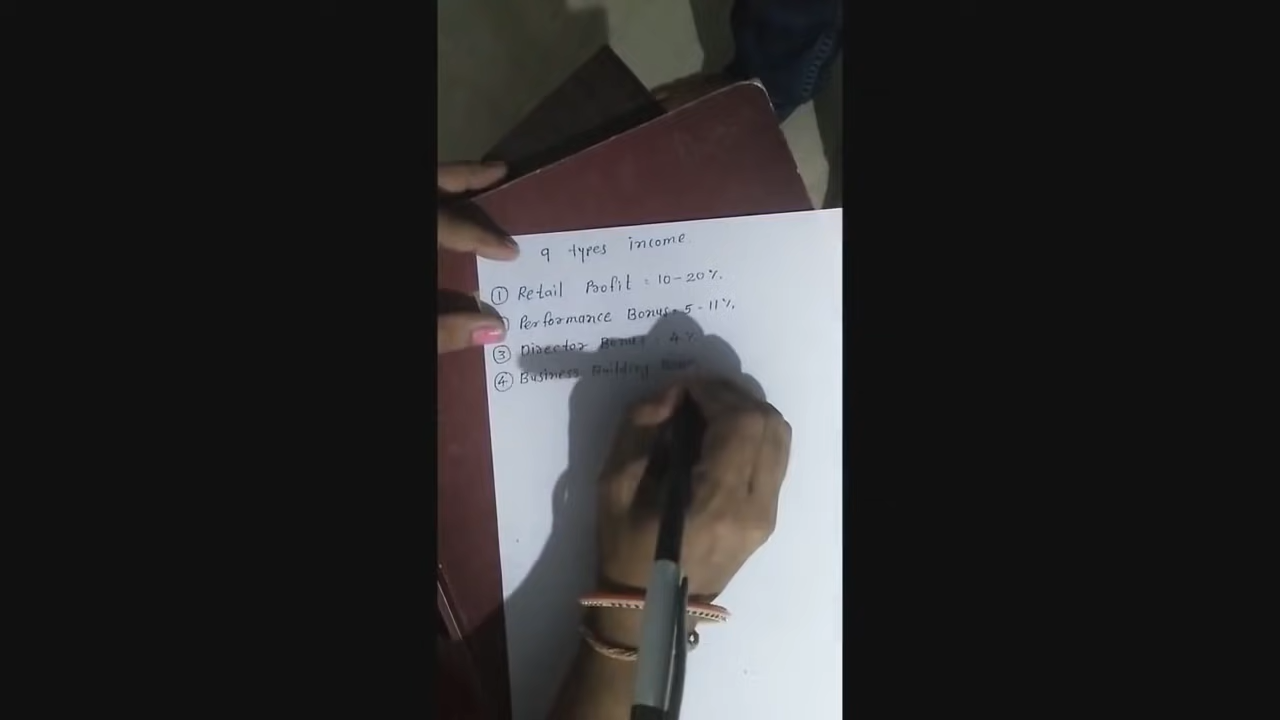 9 types income.
① Retail Profit = 10-20%.
Performance Bonus = 5-11%.
③ Director Bonus = 4%
④ Business Building